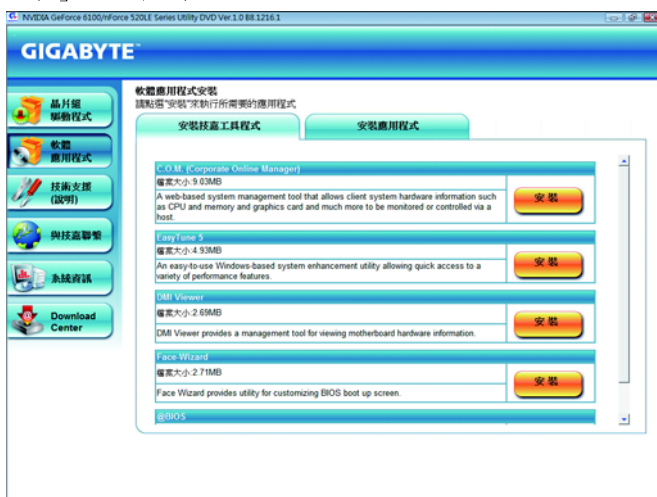 NVIDIA GeForce 6100/nForce 520LE Series Utility DVD Ver.1.0 B8.1216.1
GIGABYTE™
晶片組
驅動程式
軟體
應用程式
技術支援
(說明)
與技嘉聯繫
系統資訊
Download
Center
軟體應用程式安裝
請點選"安裝"來執行所需要的應用程式
安裝技嘉工具程式
安裝應用程式
C.O.M. (Corporate Online Manager)
檔案大小:9.03MB
A web-based system management tool that allows client system hardware information such
as CPU and memory and graphics card and much more to be monitored or controlled via a
host.
安裝
EasyTune 5
檔案大小:4.93MB
An easy-to-use Windows-based system enhancement utility allowing quick access to a
variety of performance features.
安裝
DMI Viewer
檔案大小:2.69MB
DMI Viewer provides a management tool for viewing motherboard hardware information.
安裝
Face-Wizard
檔案大小:2.71MB
Face Wizard provides utility for customizing BIOS boot up screen.
安裝
@BIOS